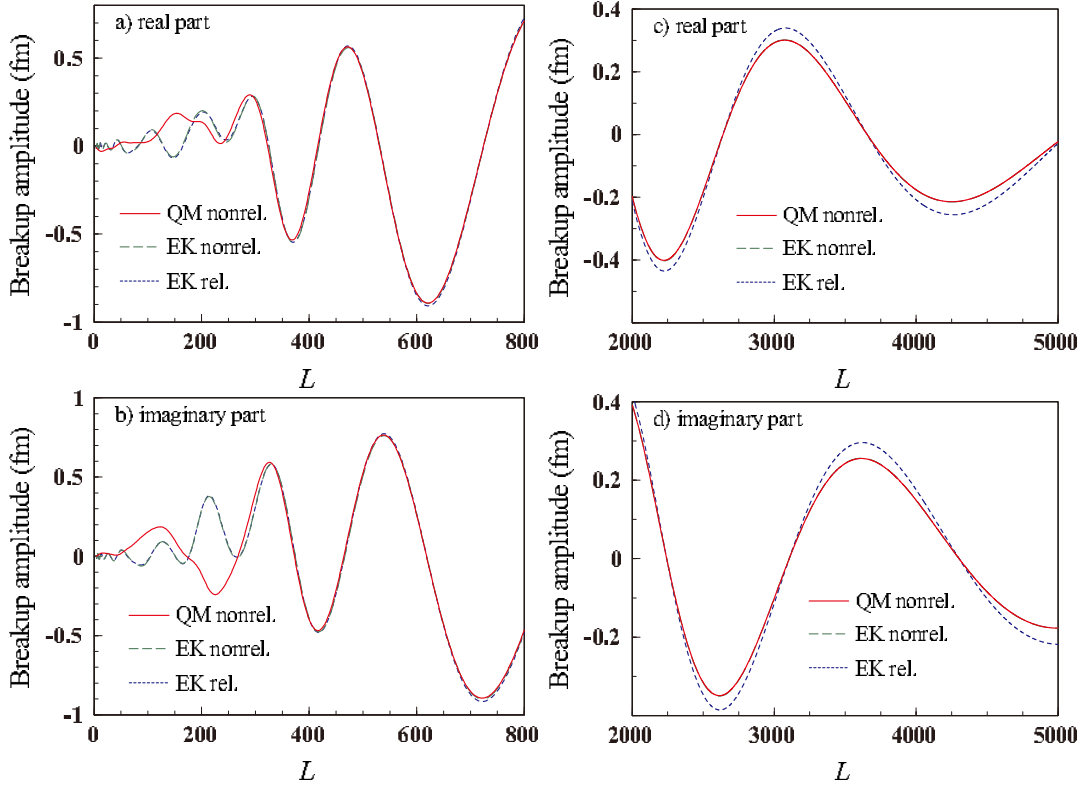 a) real part
Breakup amplitude (fm)
0.5
0
-0.5
-1
QM nonrel.
EK nonrel.
EK rel.
0 200 400 600 800
L
c) real part
Breakup amplitude (fm)
0.4
0.2
0
-0.2
-0.4
QM nonrel.
EK nonrel.
EK rel.
2000 3000 4000 5000
L
b) imaginary part
Breakup amplitude (fm)
1
0.5
0
-0.5
-1
QM nonrel.
EK nonrel.
EK rel.
0 200 400 600 800
L
d) imaginary part
Breakup amplitude (fm)
0.4
0.2
0
-0.2
QM nonrel.
EK nonrel.
EK rel.
2000 3000 4000 5000
L